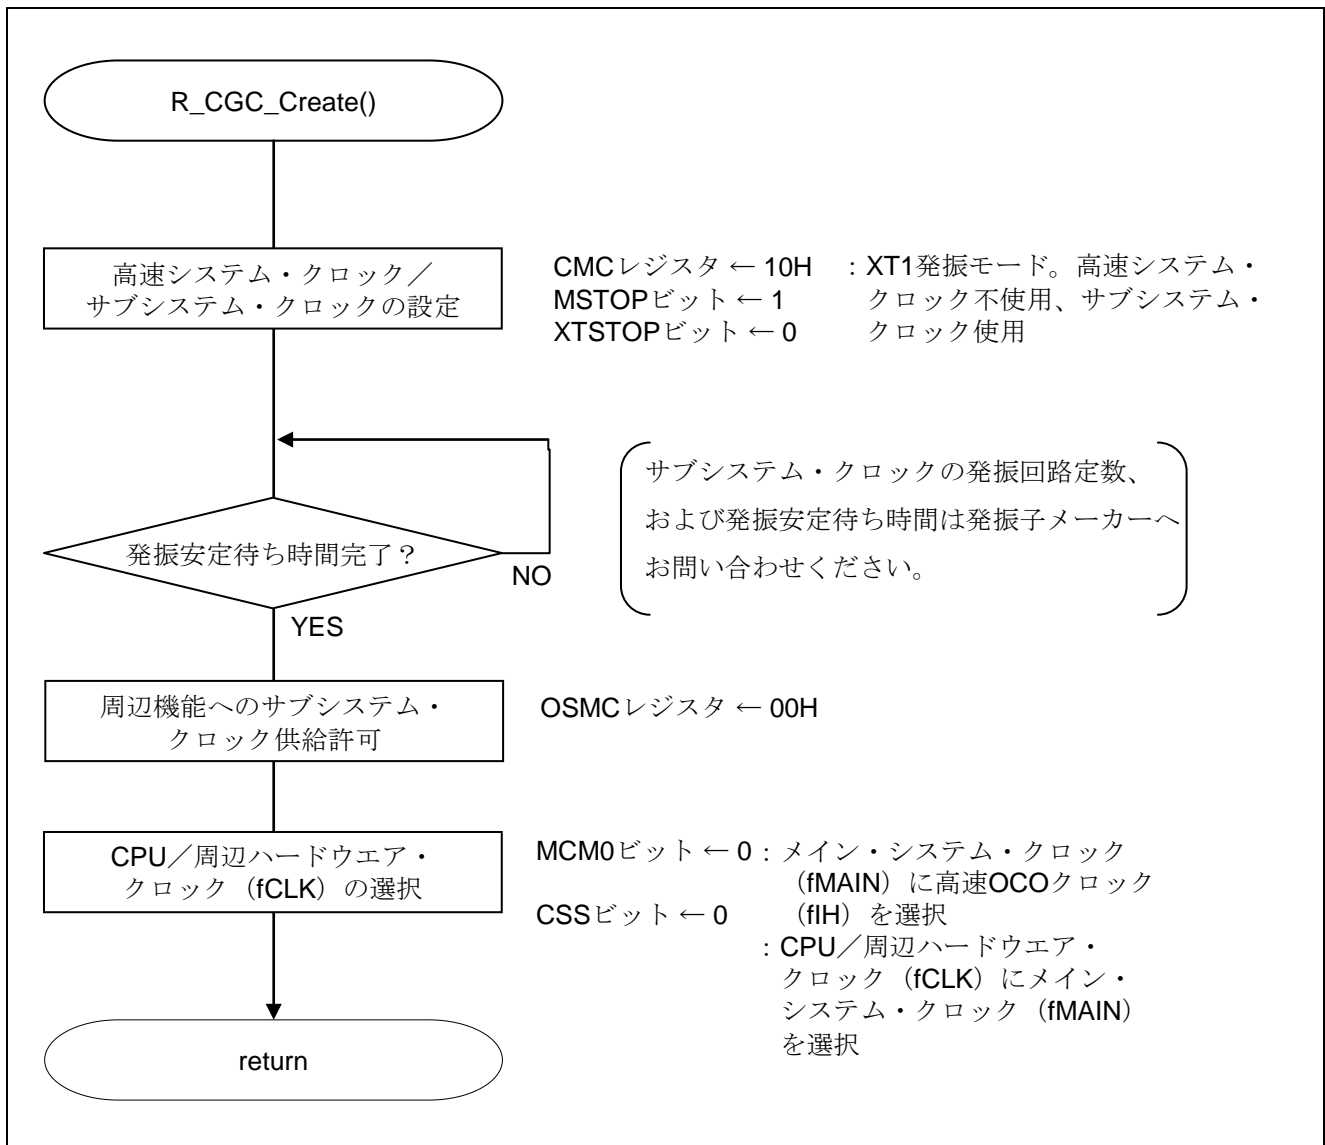 R_CGC_Create()
高速システム・クロック／
サブシステム・クロックの設定
CMCレジスタ ← 10H ：XT1発振モード。高速システム・
MSTOPビット ← 1 クロック不使用、サブシステム・
XTSTOPビット ← 0 クロック使用
サブシステム・クロックの発振回路定数、
および発振安定待ち時間は発振子メーカーへ
お問い合わせください。
発振安定待ち時間完了？
NO
YES
周辺機能へのサブシステム・
クロック供給許可
OSMCレジスタ ← 00H
CPU／周辺ハードウエア・
クロック（fCLK）の選択
MCM0ビット ← 0：メイン・システム・クロック
（fMAIN）に高速OCOクロック
CSSビット ← 0 （fIH）を選択
：CPU／周辺ハードウエア・
クロック（fCLK）にメイン・
システム・クロック（fMAIN）
を選択
return